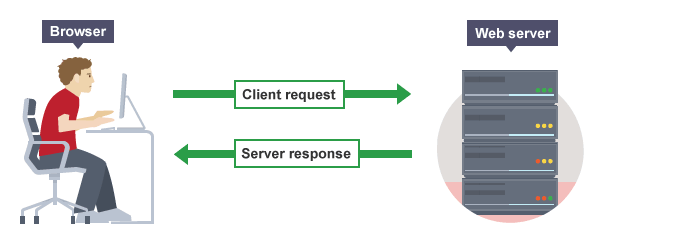 Browser
Web server
Client request
Server response